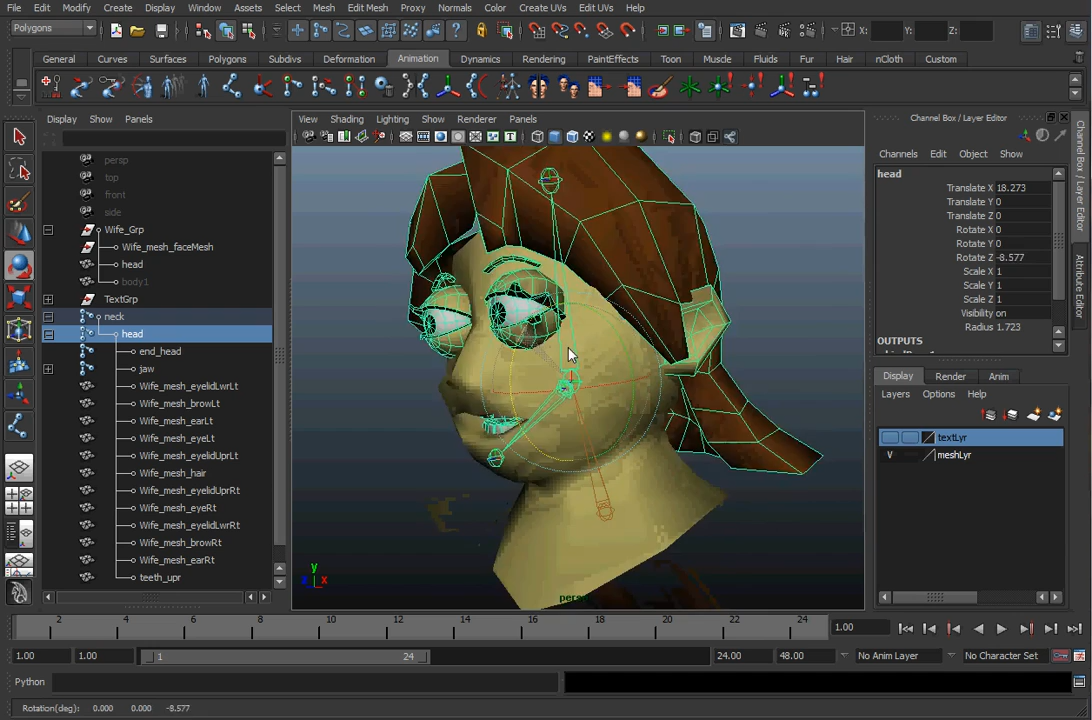 File Edit Modify Create Display Window Assets Select Mesh Edit Mesh Proxy Normals Color Create UVs Edit UVs Help
Polygons X: Y: Z:
General Curves Surfaces Polygons Subdivs Deformation Animation Dynamics Rendering PaintEffects Toon Muscle Fluids Fur Hair nCloth Custom
Display Show Panels
View Shading Lighting Show Renderer Panels
Channel Box / Layer Editor
Channels Edit Object Show
persp
top
front
side
Wife_Grp
Wife_mesh_faceMesh
head
body1
TextGrp
neck
head
end_head
jaw
Wife_mesh_eyelidLwrLt
Wife_mesh_browLt
Wife_mesh_earLt
Wife_mesh_eyeLt
Wife_mesh_eyelidUprLt
Wife_mesh_hair
Wife_mesh_eyelidUprRt
Wife_mesh_eyeRt
Wife_mesh_eyelidLwrRt
Wife_mesh_browRt
Wife_mesh_earRt
teeth_upr
y
z x
persp
head
Translate X 18.273
Translate Y 0
Translate Z 0
Rotate X 0
Rotate Y 0
Rotate Z -8.577
Scale X 1
Scale Y 1
Scale Z 1
Visibility on
Radius 1.723
OUTPUTS
Display Render Anim
Layers Options Help
textLyr
V meshLyr
Channel Box / Layer Editor
Attribute Editor
2 4 6 8 10 12 14 16 18 20 22 24
1.00
1.00 1.00 1 24 24.00 48.00 No Anim Layer No Character Set
Python
Rotation(deg): 0.000 0.000 -8.577